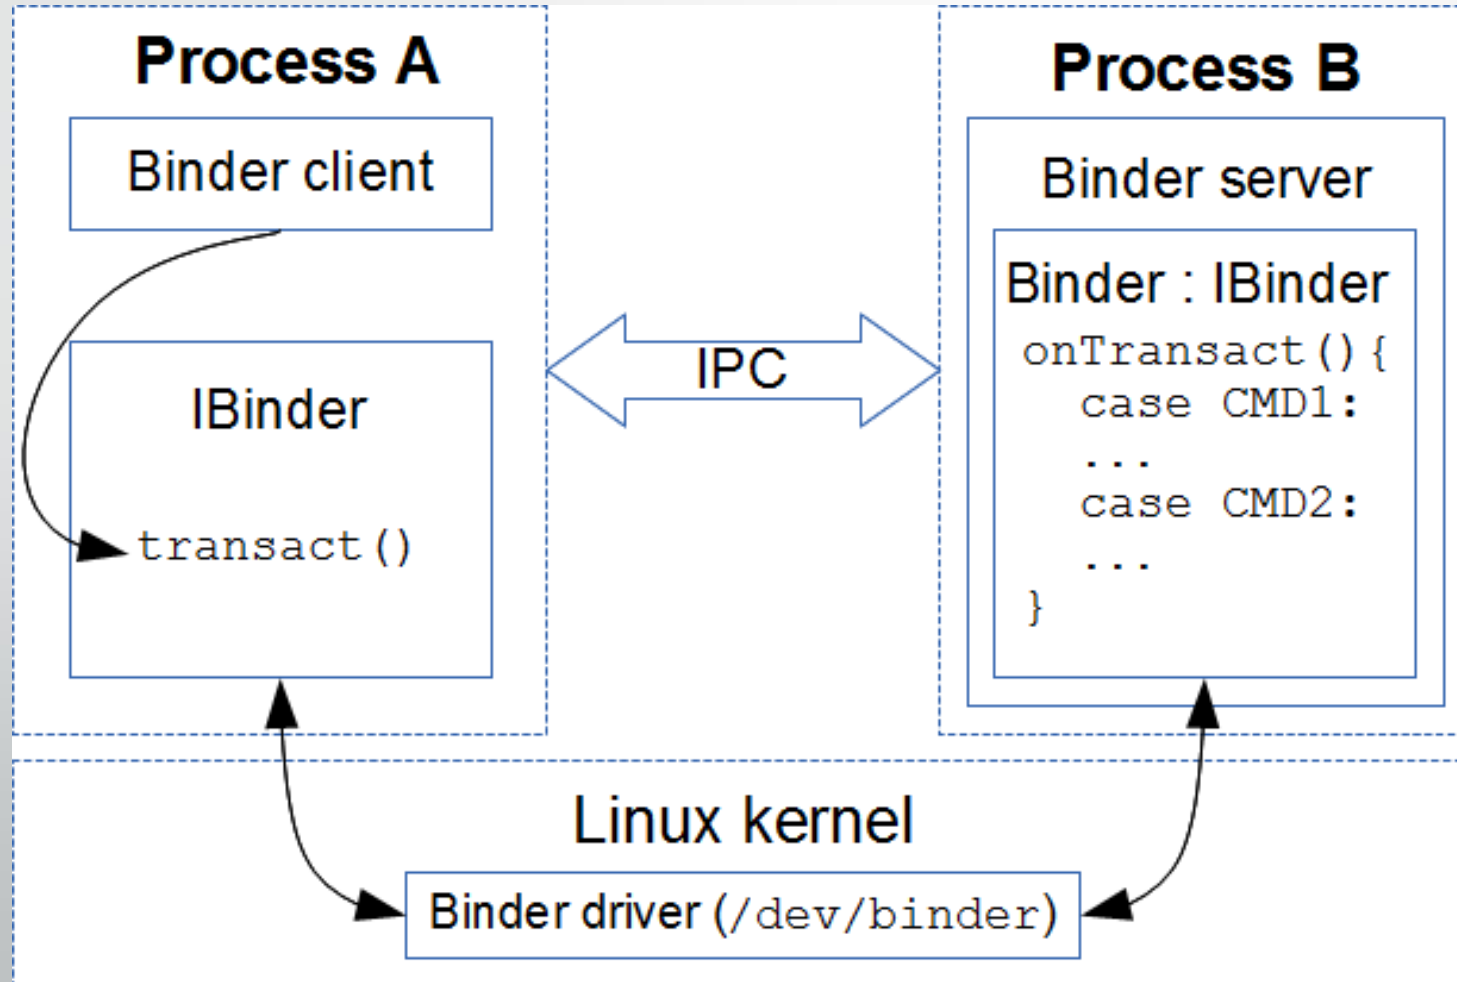 Process A
Binder client
IBinder
transact()
IPC
Process B
Binder server
Binder : IBinder
onTransact(){
case CMD1:
...
case CMD2:
...
}
Linux kernel
Binder driver (/dev/binder)